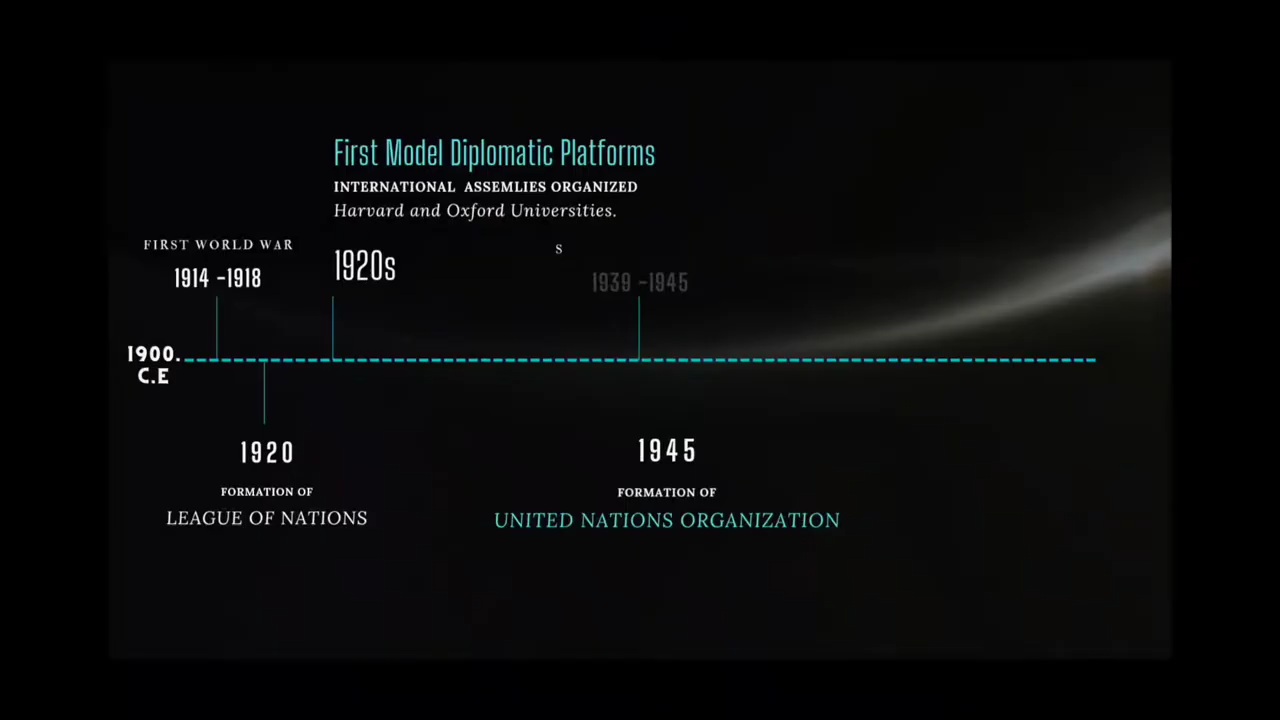 First Model Diplomatic Platforms
INTERNATIONAL ASSEMLIES ORGANIZED
Harvard and Oxford Universities.
FIRST WORLD WAR
1914 -1918
1920s
S
1939 -1945
1900.
C.E
1920
FORMATION OF
LEAGUE OF NATIONS
1945
FORMATION OF
UNITED NATIONS ORGANIZATION